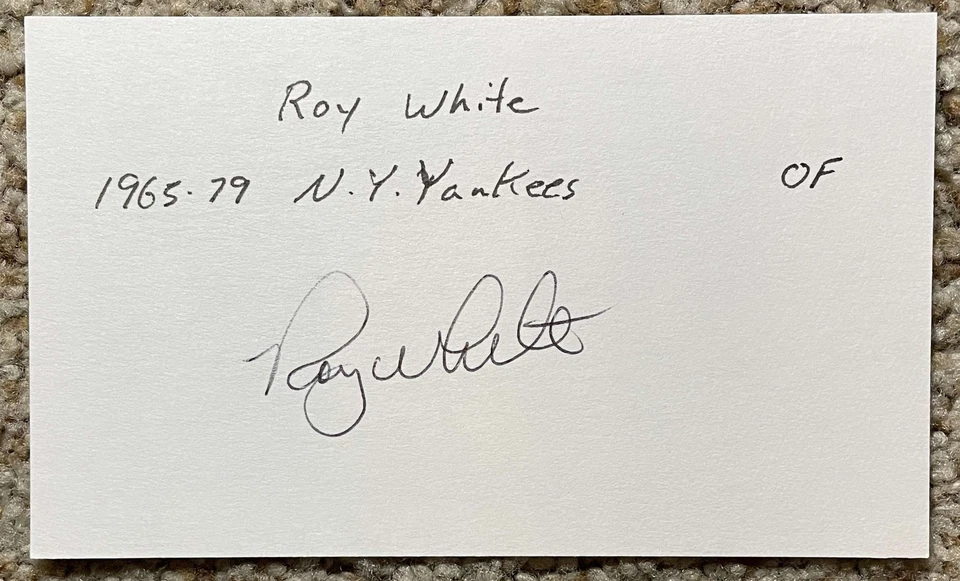 Roy White
1965-79 N.Y. Yankees OF
Roy White